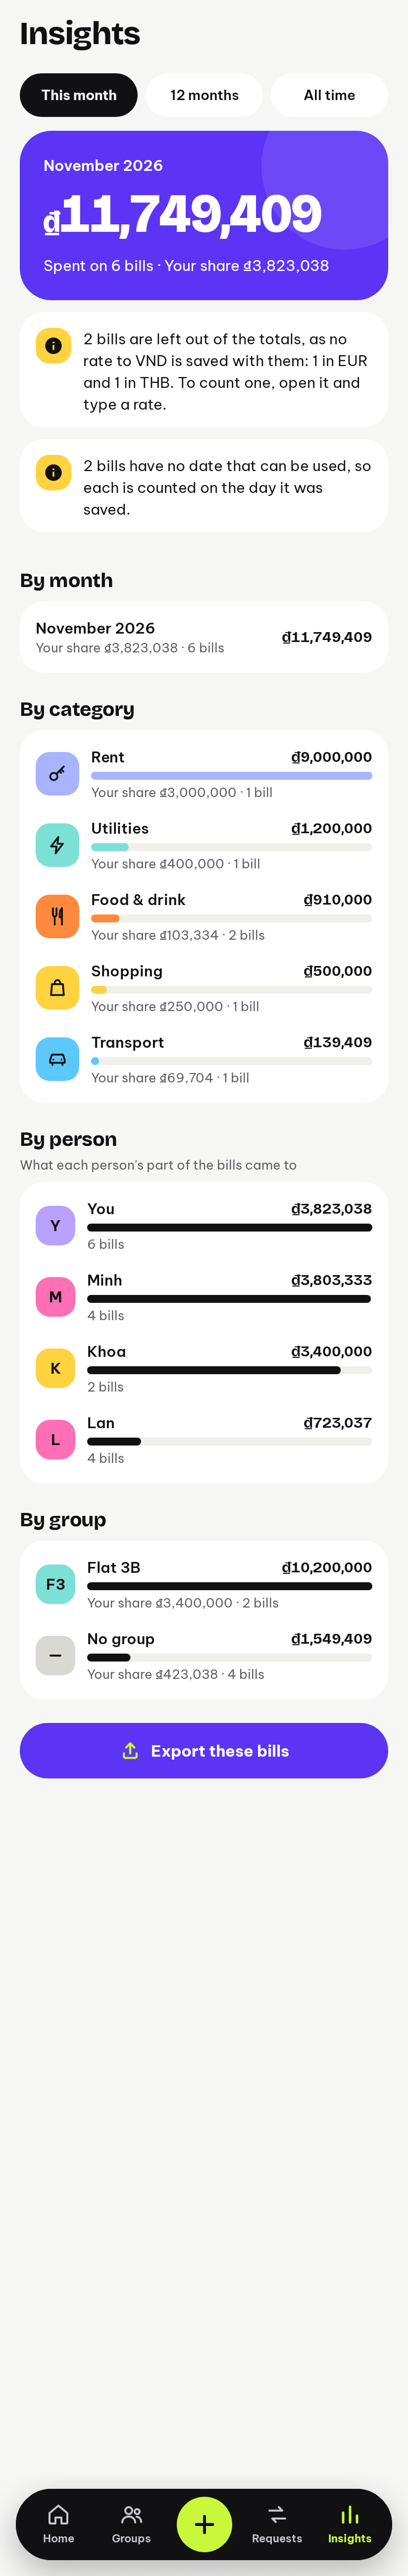 Insights
This month
12 months
All time
November 2026
₫11,749,409
Spent on 6 bills · Your share ₫3,823,038
2 bills are left out of the totals, as no
rate to VND is saved with them: 1 in EUR
and 1 in THB. To count one, open it and
type a rate.
2 bills have no date that can be used, so
each is counted on the day it was
saved.
By month
November 2026
₫11,749,409
Your share ₫3,823,038 · 6 bills
By category
Rent
₫9,000,000
Your share ₫3,000,000 · 1 bill
Utilities
₫1,200,000
Your share ₫400,000 · 1 bill
Food & drink
₫910,000
Your share ₫103,334 · 2 bills
Shopping
₫500,000
Your share ₫250,000 · 1 bill
Transport
₫139,409
Your share ₫69,704 · 1 bill
By person
What each person's part of the bills came to
Y
You
₫3,823,038
6 bills
M
Minh
₫3,803,333
4 bills
K
Khoa
₫3,400,000
2 bills
L
Lan
₫723,037
4 bills
By group
F3
Flat 3B
₫10,200,000
Your share ₫3,400,000 · 2 bills
–
No group
₫1,549,409
Your share ₫423,038 · 4 bills
Export these bills
Home
Groups
Requests
Insights